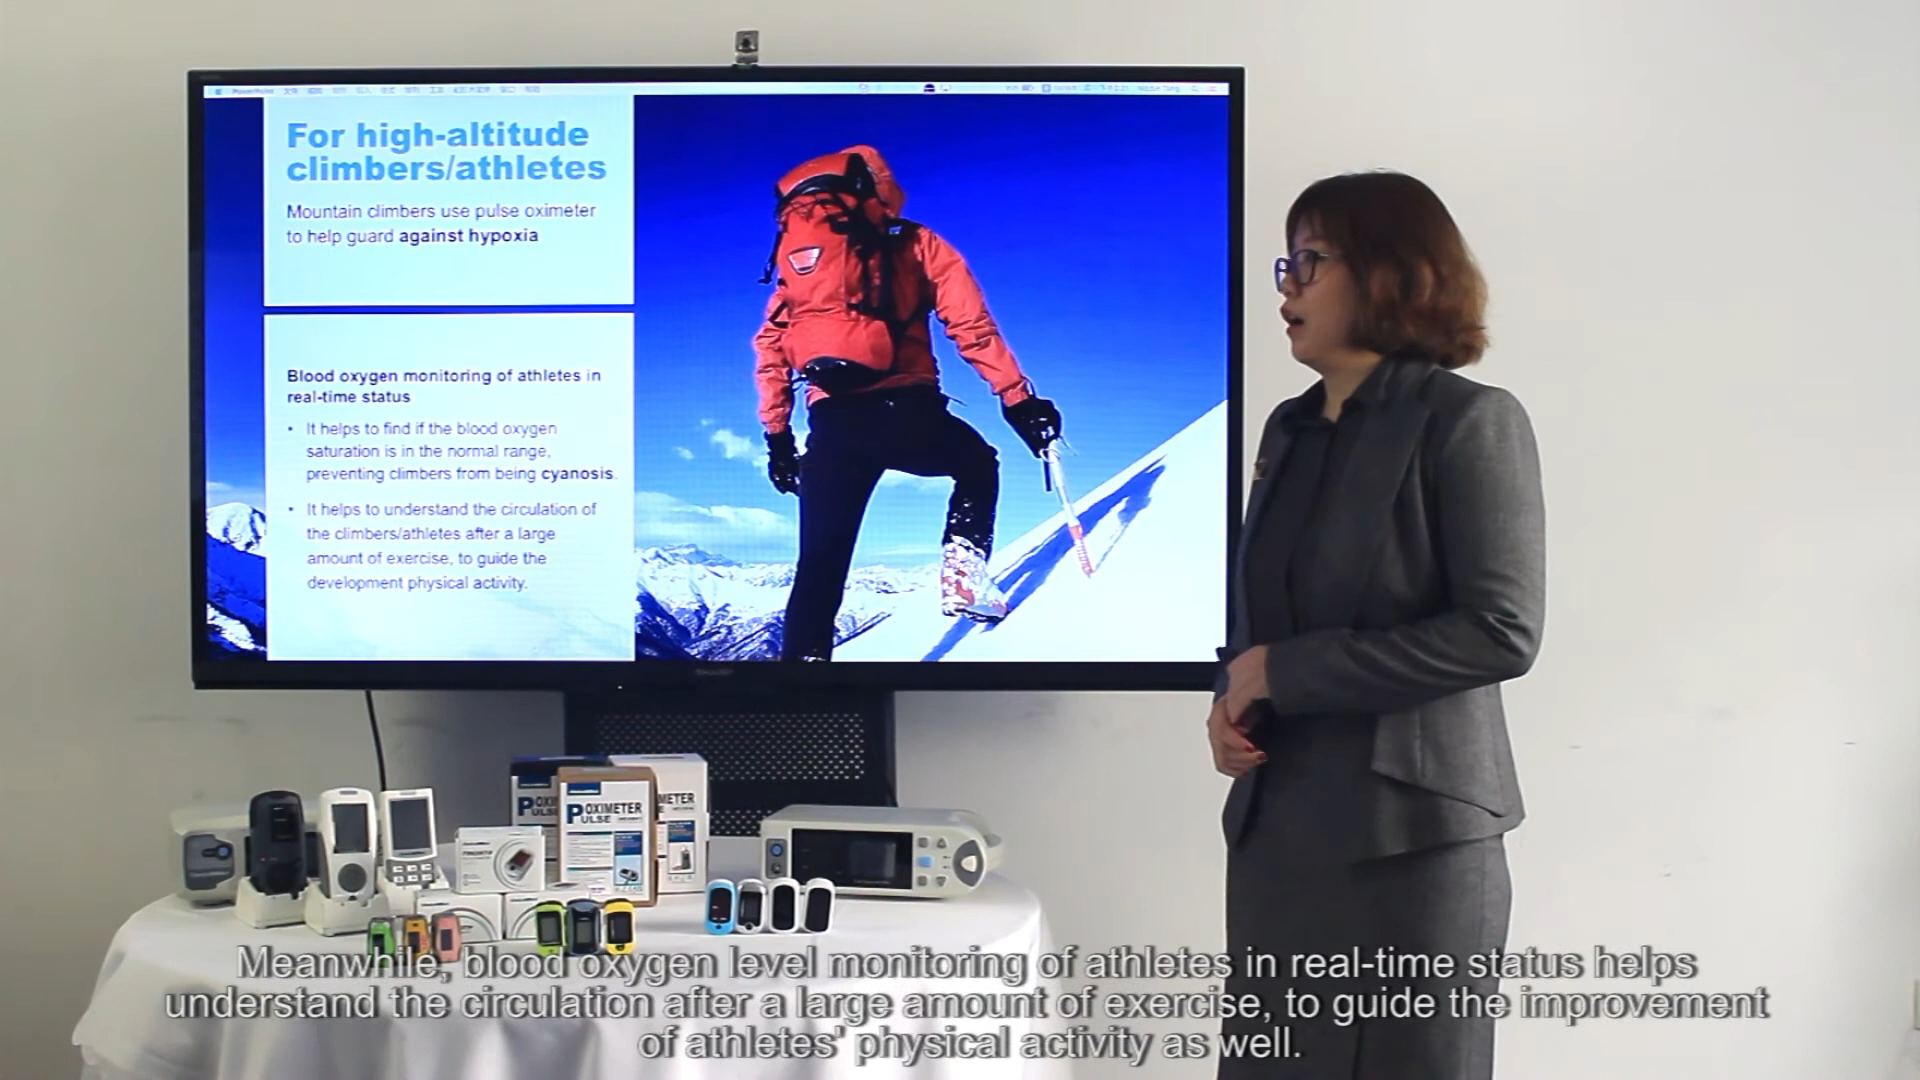 PowerPoint
For high-altitude
climbers/athletes
Mountain climbers use pulse oximeter
to help guard against hypoxia
Blood oxygen monitoring of athletes in
real-time status
• It helps to find if the blood oxygen
saturation is in the normal range,
preventing climbers from being cyanosis.
• It helps to understand the circulation of
the climbers/athletes after a large
amount of exercise, to guide the
development physical activity.
PULSE
OXIMETER
METER
Meanwhile, blood oxygen level monitoring of athletes in real-time status helps
understand the circulation after a large amount of exercise, to guide the improvement
of athletes' physical activity as well.